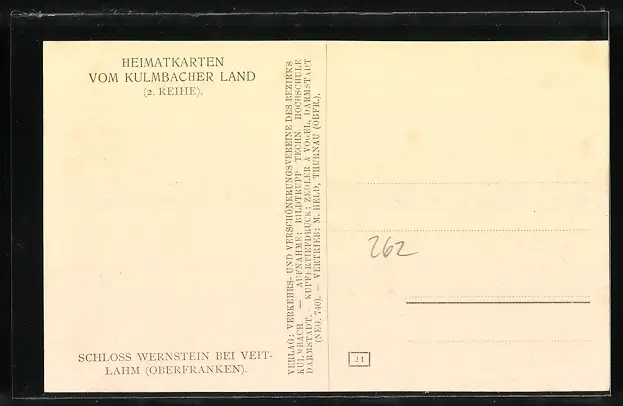 HEIMATKARTEN
VOM KULMBACHER LAND
(2. REIHE).
SCHLOSS WERNSTEIN BEI VEIT-
LAHM (OBERFRANKEN).
VERLAG: VERKEHRS- UND VERSCHÖNERUNGSVEREINE DES BEZIRKS
KULMBACH — AUFNAHME: BILDTRUPP TECHN. HOCHSCHULE
DARMSTADT, — KUPFERTIEFDRUCK: ZEDLER & VOGEL, DARMSTADT
(NEG. 740). — VERTRIEB: M. HELD, THURNAU (OBFR.).
262
21